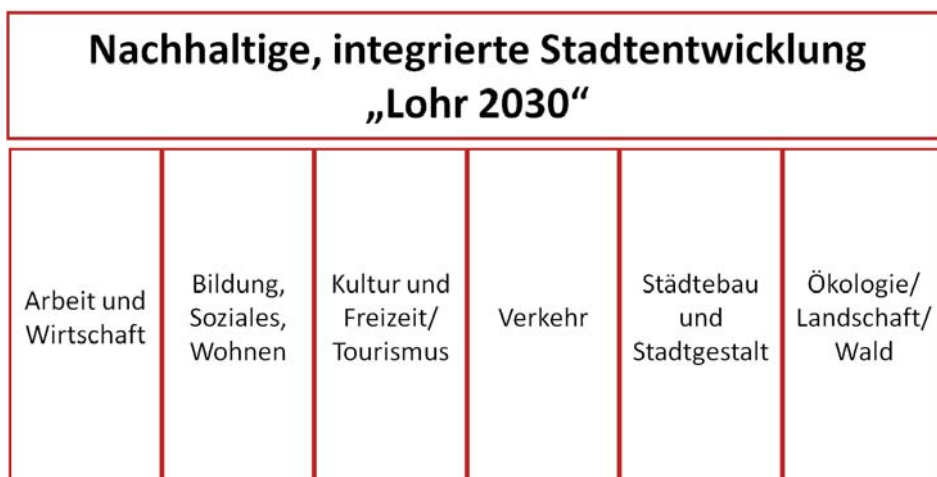 Nachhaltige, integrierte Stadtentwicklung
„Lohr 2030“
Arbeit und
Wirtschaft
Bildung,
Soziales,
Wohnen
Kultur und
Freizeit/
Tourismus
Verkehr
Städtebau
und
Stadtgestalt
Ökologie/
Landschaft/
Wald